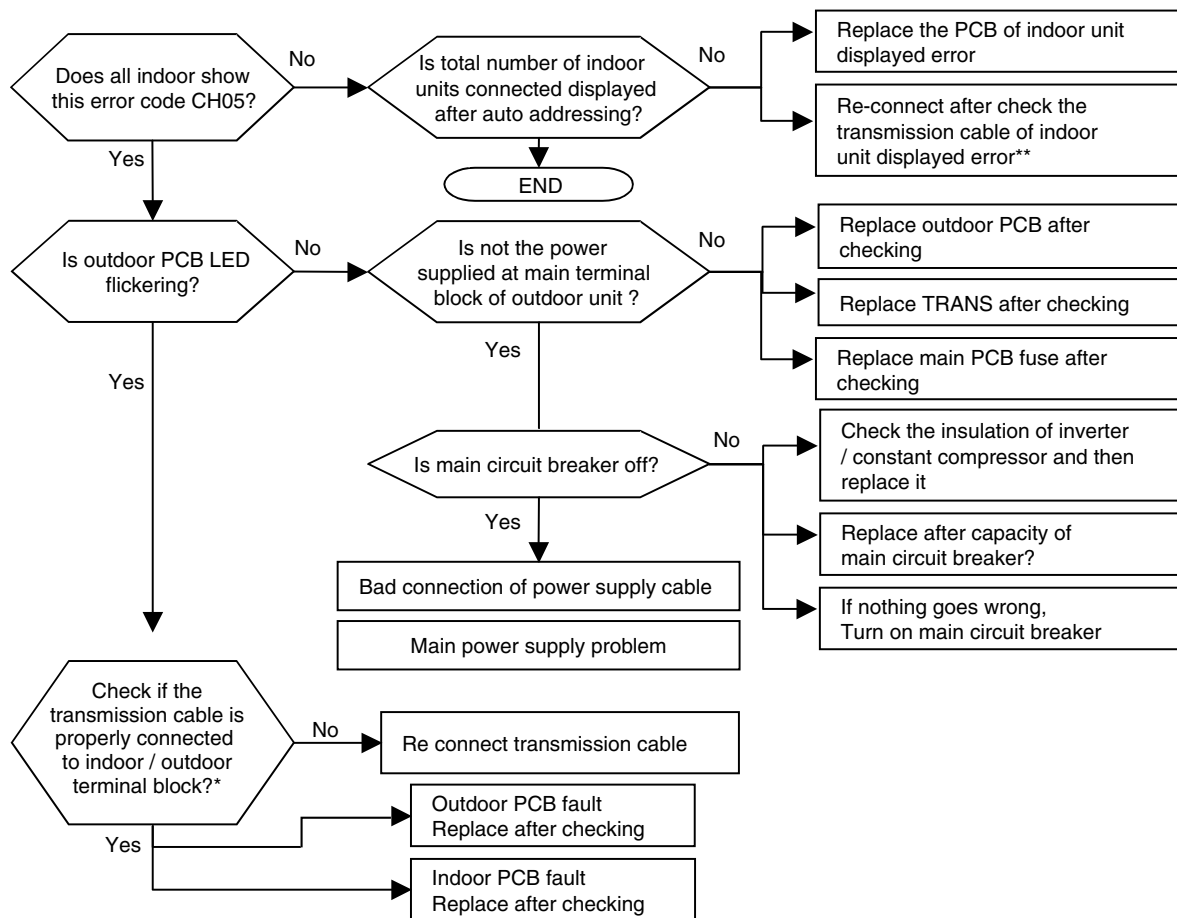 Does all indoor show
this error code CH05?
No
Is total number of indoor
units connected displayed
after auto addressing?
No
Replace the PCB of indoor unit
displayed error
Re-connect after check the
transmission cable of indoor
unit displayed error**
Yes
END
Is outdoor PCB LED
flickering?
No
Is not the power
supplied at main terminal
block of outdoor unit ?
No
Replace outdoor PCB after
checking
Replace TRANS after checking
Replace main PCB fuse after
checking
Yes
Yes
Is main circuit breaker off?
No
Check the insulation of inverter
/ constant compressor and then
replace it
Replace after capacity of
main circuit breaker?
If nothing goes wrong,
Turn on main circuit breaker
Yes
Bad connection of power supply cable
Main power supply problem
Check if the
transmission cable is
properly connected
to indoor / outdoor
terminal block?*
No
Re connect transmission cable
Yes
Outdoor PCB fault
Replace after checking
Indoor PCB fault
Replace after checking